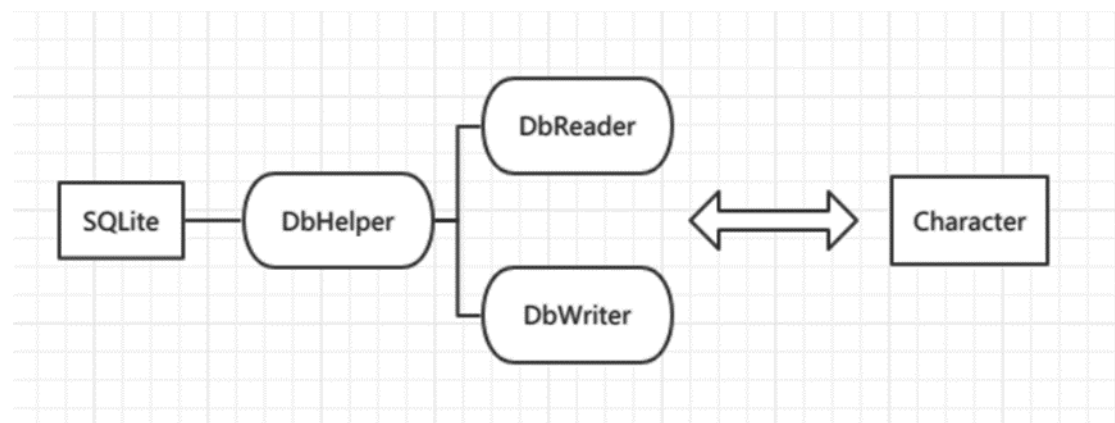 SQLite
DbHelper
DbReader
DbWriter
Character